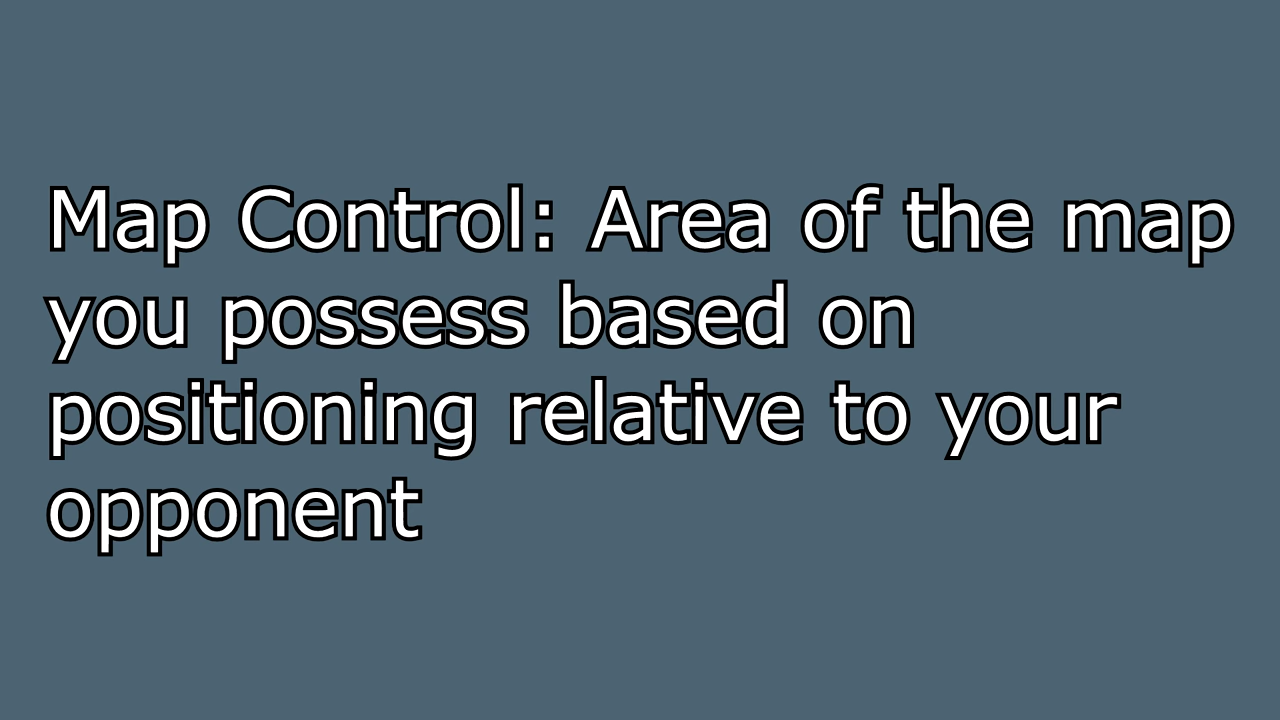 Map Control: Area of the map
you possess based on
positioning relative to your
opponent